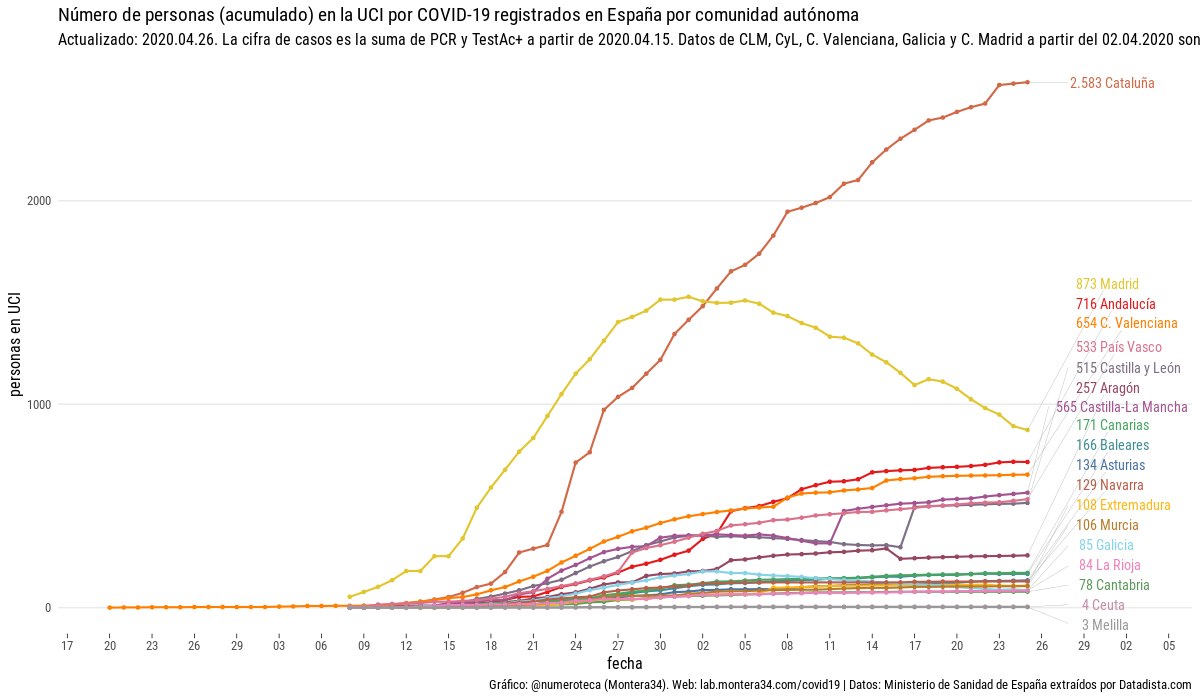 Número de personas (acumulado) en la UCI por COVID-19 registrados en España por comunidad autónoma
Actualizado: 2020.04.26. La cifra de casos es la suma de PCR y TestAc+ a partir de 2020.04.15. Datos de CLM, CyL, C. Valenciana, Galicia y C. Madrid a partir del 02.04.2020 son
personas en UCI
2000
1000
0
2.583 Cataluña
873 Madrid
716 Andalucía
654 C. Valenciana
533 País Vasco
515 Castilla y León
257 Aragón
565 Castilla-La Mancha
171 Canarias
166 Baleares
134 Asturias
129 Navarra
108 Extremadura
106 Murcia
85 Galicia
84 La Rioja
78 Cantabria
4 Ceuta
3 Melilla
17 20 23 26 29 03 06 09 12 15 18 21 24 27 30 02 05 08 11 14 17 20 23 26 29 02 05
fecha
Gráfico: @numeroteca (Montera34). Web: lab.montera34.com/covid19 | Datos: Ministerio de Sanidad de España extraídos por Datadista.com